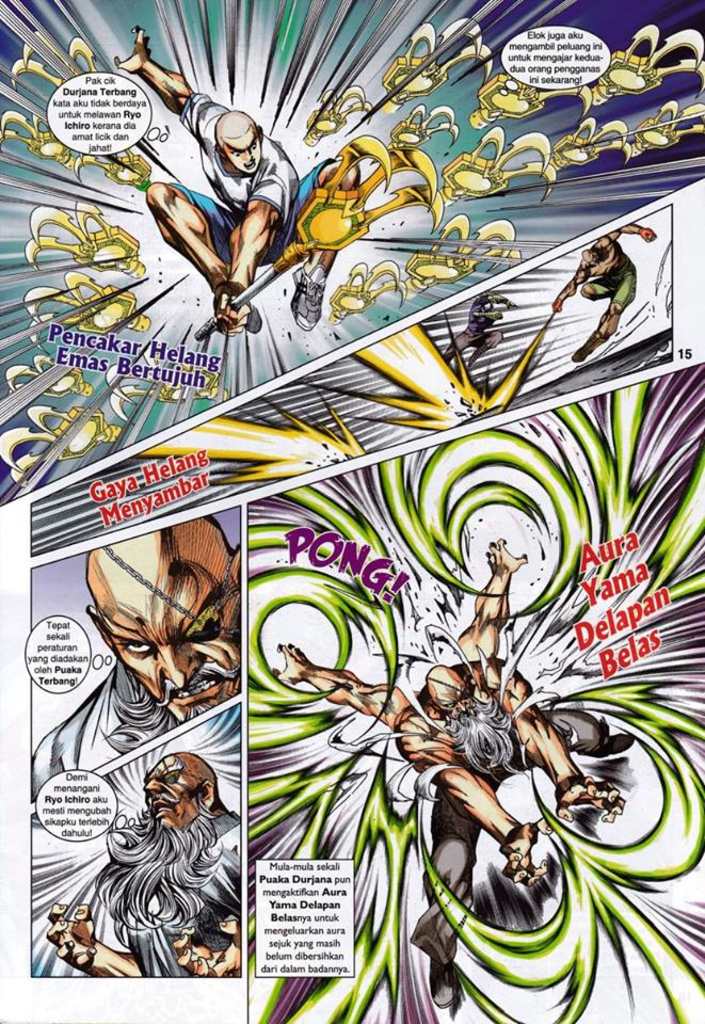 Pak cik
Durjana Terbang
kata aku tidak berdaya
untuk melawan Ryo
Ichiro kerana dia
amat licik dan
jahat!
Elok juga aku
mengambil peluang ini
untuk mengajar kedua-
dua orang pengganas
ini sekarang!
Pencakar Helang
Emas Bertujuh
15
Gaya Helang
Menyambar
Tepat
sekali
peraturan
yang diadakan
oleh Puaka
Terbang!
PONG!
Aura
Yama
Delapan
Belas
Demi
menangani
Ryo Ichiro aku
mesti mengubah
sikapku terlebih
dahulu!
Mula-mula sekali
Puaka Durjana pun
mengaktifkan Aura
Yama Delapan
Belasnya untuk
mengeluarkan aura
sejuk yang masih
belum dibersihkan
dari dalam badannya.